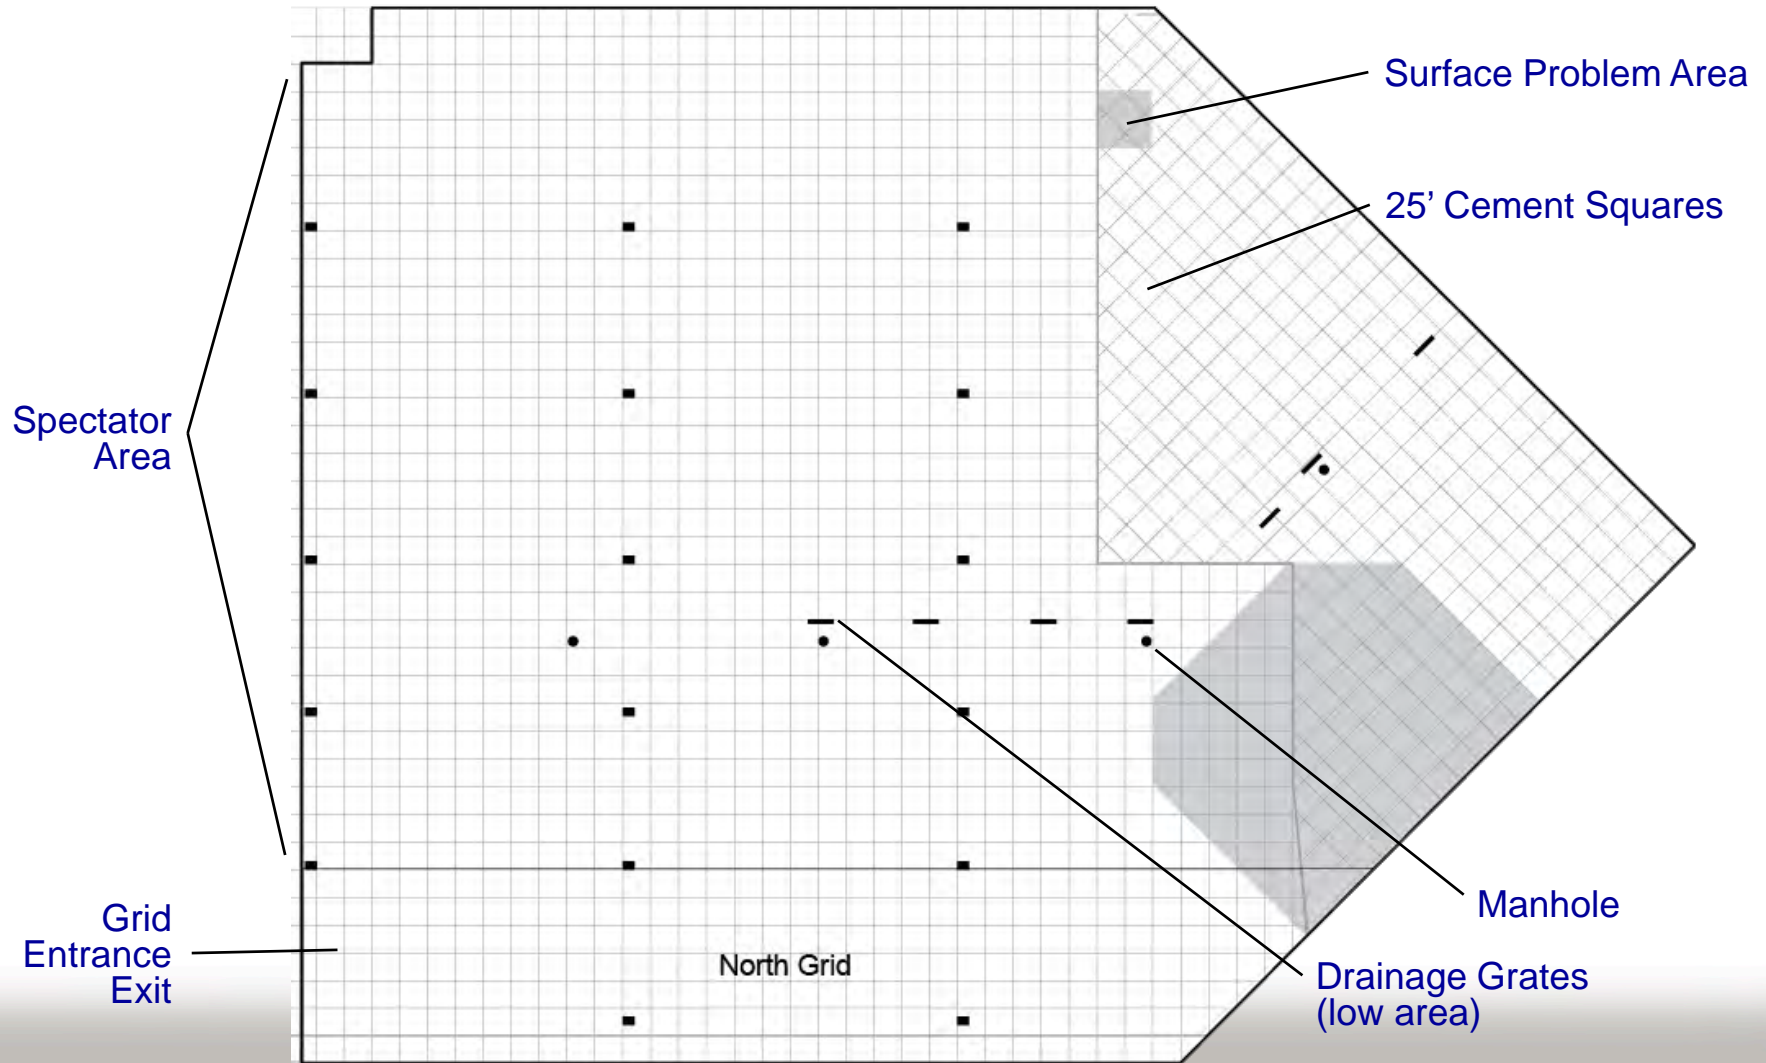 Surface Problem Area
25’ Cement Squares
Spectator
Area
Grid
Entrance
Exit
North Grid
Manhole
Drainage Grates
(low area)